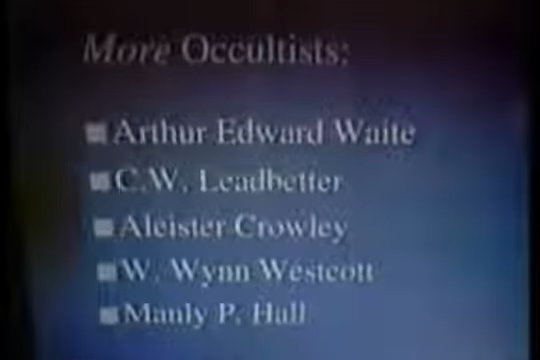 More Occultists:
Arthur Edward Waite
C.W. Leadbetter
Aleister Crowley
W. Wynn Westcott
Manly P. Hall